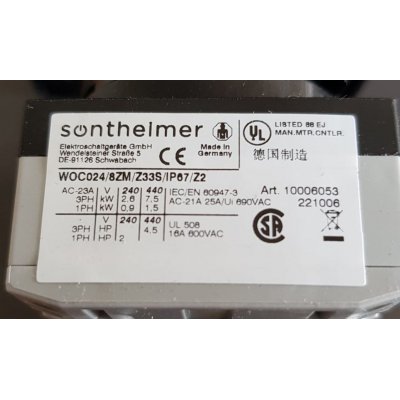 sontheimer
Elektroschaltgeräte GmbH
Wendelsteiner Straße 5
DE-91126 Schwabach
CE
Made in
Germany
UL
LISTED 88 EJ
MAN.MTR.CNTLR.
德国制造
WOC024/8ZM/Z33S/IP67/Z2
AC-23A V 240 440
3PH kW 2.6 7,5
1PH kW 0.9 1,5
IEC/EN 60947-3
AC-21A 25A/Ui 690VAC
V 240 440
3PH HP 4.5
1PH HP 2
UL 508
16A 600VAC
Art. 10006053
221006